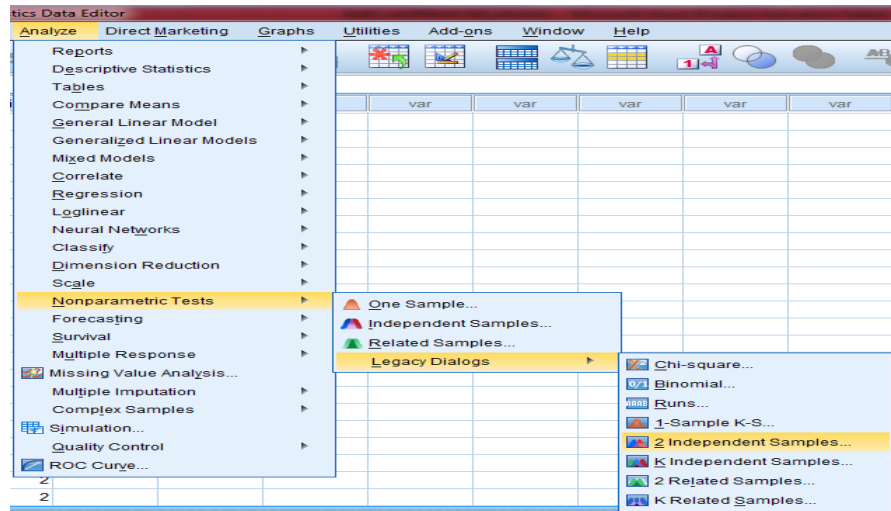 tics Data Editor
Analyze Direct Marketing Graphs Utilities Add-ons Window Help
Reports
Descriptive Statistics
Tables
Compare Means
General Linear Model
Generalized Linear Models
Mixed Models
Correlate
Regression
Loglinear
Neural Networks
Classify
Dimension Reduction
Scale
Nonparametric Tests
Forecasting
Survival
Multiple Response
Missing Value Analysis...
Multiple Imputation
Complex Samples
Simulation...
Quality Control
ROC Curve...
var var var var var
One Sample...
Independent Samples...
Related Samples...
Legacy Dialogs
Chi-square...
Binomial...
Runs...
1-Sample K-S...
2 Independent Samples...
K Independent Samples...
2 Related Samples...
K Related Samples...
2
2